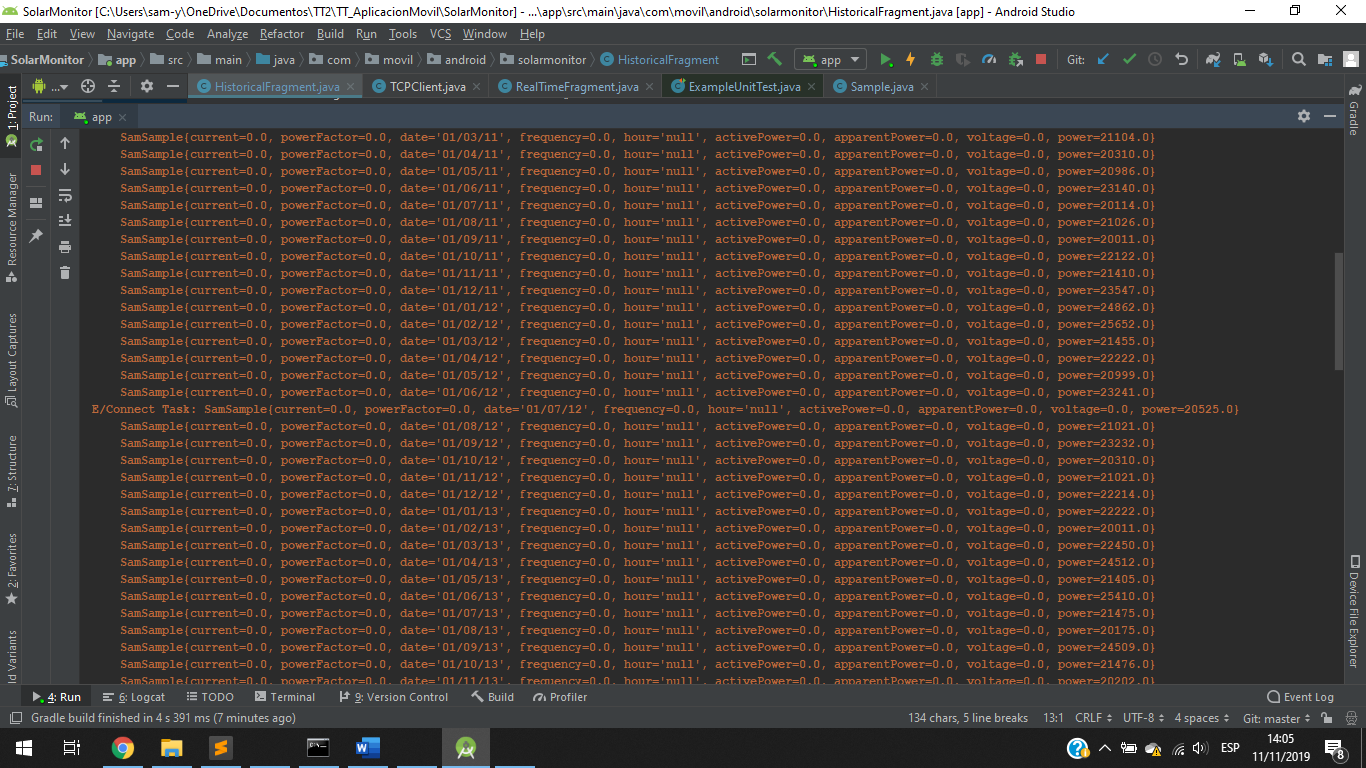 SolarMonitor [C:\Users\sam-y\OneDrive\Documentos\TT2\TT_AplicacionMovil\SolarMonitor] - ...\app\src\main\java\com\movil\android\solarmonitor\HistoricalFragment.java [app] - Android Studio
File Edit View Navigate Code Analyze Refactor Build Run Tools VCS Window Help
SolarMonitor app src main java com movil android solarmonitor HistoricalFragment app Git:
... HistoricalFragment.java TCPClient.java RealTimeFragment.java ExampleUnitTest.java Sample.java
1: Project
Resource Manager
Layout Captures
7: Structure
2: Favorites
ld Variants
Run: app
SamSample{current=0.0, powerFactor=0.0, date='01/03/11', frequency=0.0, hour='null', activePower=0.0, apparentPower=0.0, voltage=0.0, power=21104.0}
SamSample{current=0.0, powerFactor=0.0, date='01/04/11', frequency=0.0, hour='null', activePower=0.0, apparentPower=0.0, voltage=0.0, power=20310.0}
SamSample{current=0.0, powerFactor=0.0, date='01/05/11', frequency=0.0, hour='null', activePower=0.0, apparentPower=0.0, voltage=0.0, power=20986.0}
SamSample{current=0.0, powerFactor=0.0, date='01/06/11', frequency=0.0, hour='null', activePower=0.0, apparentPower=0.0, voltage=0.0, power=23140.0}
SamSample{current=0.0, powerFactor=0.0, date='01/07/11', frequency=0.0, hour='null', activePower=0.0, apparentPower=0.0, voltage=0.0, power=20114.0}
SamSample{current=0.0, powerFactor=0.0, date='01/08/11', frequency=0.0, hour='null', activePower=0.0, apparentPower=0.0, voltage=0.0, power=21026.0}
SamSample{current=0.0, powerFactor=0.0, date='01/09/11', frequency=0.0, hour='null', activePower=0.0, apparentPower=0.0, voltage=0.0, power=20011.0}
SamSample{current=0.0, powerFactor=0.0, date='01/10/11', frequency=0.0, hour='null', activePower=0.0, apparentPower=0.0, voltage=0.0, power=22122.0}
SamSample{current=0.0, powerFactor=0.0, date='01/11/11', frequency=0.0, hour='null', activePower=0.0, apparentPower=0.0, voltage=0.0, power=21410.0}
SamSample{current=0.0, powerFactor=0.0, date='01/12/11', frequency=0.0, hour='null', activePower=0.0, apparentPower=0.0, voltage=0.0, power=23547.0}
SamSample{current=0.0, powerFactor=0.0, date='01/01/12', frequency=0.0, hour='null', activePower=0.0, apparentPower=0.0, voltage=0.0, power=24862.0}
SamSample{current=0.0, powerFactor=0.0, date='01/02/12', frequency=0.0, hour='null', activePower=0.0, apparentPower=0.0, voltage=0.0, power=25652.0}
SamSample{current=0.0, powerFactor=0.0, date='01/03/12', frequency=0.0, hour='null', activePower=0.0, apparentPower=0.0, voltage=0.0, power=21455.0}
SamSample{current=0.0, powerFactor=0.0, date='01/04/12', frequency=0.0, hour='null', activePower=0.0, apparentPower=0.0, voltage=0.0, power=22222.0}
SamSample{current=0.0, powerFactor=0.0, date='01/05/12', frequency=0.0, hour='null', activePower=0.0, apparentPower=0.0, voltage=0.0, power=20999.0}
SamSample{current=0.0, powerFactor=0.0, date='01/06/12', frequency=0.0, hour='null', activePower=0.0, apparentPower=0.0, voltage=0.0, power=23241.0}
E/Connect Task: SamSample{current=0.0, powerFactor=0.0, date='01/07/12', frequency=0.0, hour='null', activePower=0.0, apparentPower=0.0, voltage=0.0, power=20525.0}
SamSample{current=0.0, powerFactor=0.0, date='01/08/12', frequency=0.0, hour='null', activePower=0.0, apparentPower=0.0, voltage=0.0, power=21021.0}
SamSample{current=0.0, powerFactor=0.0, date='01/09/12', frequency=0.0, hour='null', activePower=0.0, apparentPower=0.0, voltage=0.0, power=23232.0}
SamSample{current=0.0, powerFactor=0.0, date='01/10/12', frequency=0.0, hour='null', activePower=0.0, apparentPower=0.0, voltage=0.0, power=20310.0}
SamSample{current=0.0, powerFactor=0.0, date='01/11/12', frequency=0.0, hour='null', activePower=0.0, apparentPower=0.0, voltage=0.0, power=21021.0}
SamSample{current=0.0, powerFactor=0.0, date='01/12/12', frequency=0.0, hour='null', activePower=0.0, apparentPower=0.0, voltage=0.0, power=22214.0}
SamSample{current=0.0, powerFactor=0.0, date='01/01/13', frequency=0.0, hour='null', activePower=0.0, apparentPower=0.0, voltage=0.0, power=22222.0}
SamSample{current=0.0, powerFactor=0.0, date='01/02/13', frequency=0.0, hour='null', activePower=0.0, apparentPower=0.0, voltage=0.0, power=20011.0}
SamSample{current=0.0, powerFactor=0.0, date='01/03/13', frequency=0.0, hour='null', activePower=0.0, apparentPower=0.0, voltage=0.0, power=22450.0}
SamSample{current=0.0, powerFactor=0.0, date='01/04/13', frequency=0.0, hour='null', activePower=0.0, apparentPower=0.0, voltage=0.0, power=24512.0}
SamSample{current=0.0, powerFactor=0.0, date='01/05/13', frequency=0.0, hour='null', activePower=0.0, apparentPower=0.0, voltage=0.0, power=21405.0}
SamSample{current=0.0, powerFactor=0.0, date='01/06/13', frequency=0.0, hour='null', activePower=0.0, apparentPower=0.0, voltage=0.0, power=25410.0}
SamSample{current=0.0, powerFactor=0.0, date='01/07/13', frequency=0.0, hour='null', activePower=0.0, apparentPower=0.0, voltage=0.0, power=21475.0}
SamSample{current=0.0, powerFactor=0.0, date='01/08/13', frequency=0.0, hour='null', activePower=0.0, apparentPower=0.0, voltage=0.0, power=20175.0}
SamSample{current=0.0, powerFactor=0.0, date='01/09/13', frequency=0.0, hour='null', activePower=0.0, apparentPower=0.0, voltage=0.0, power=24509.0}
SamSample{current=0.0, powerFactor=0.0, date='01/10/13', frequency=0.0, hour='null', activePower=0.0, apparentPower=0.0, voltage=0.0, power=21476.0}
SamSample{current=0.0, powerFactor=0.0, date='01/11/13', frequency=0.0, hour='null', activePower=0.0, apparentPower=0.0, voltage=0.0, power=20202.0}
Gradle
Device File Explorer
4: Run 6: Logcat TODO Terminal 9: Version Control Build Profiler Event Log
Gradle build finished in 4 s 391 ms (7 minutes ago) 134 chars, 5 line breaks 13:1 CRLF UTF-8 4 spaces Git: master
ESP 14:05
11/11/2019 8